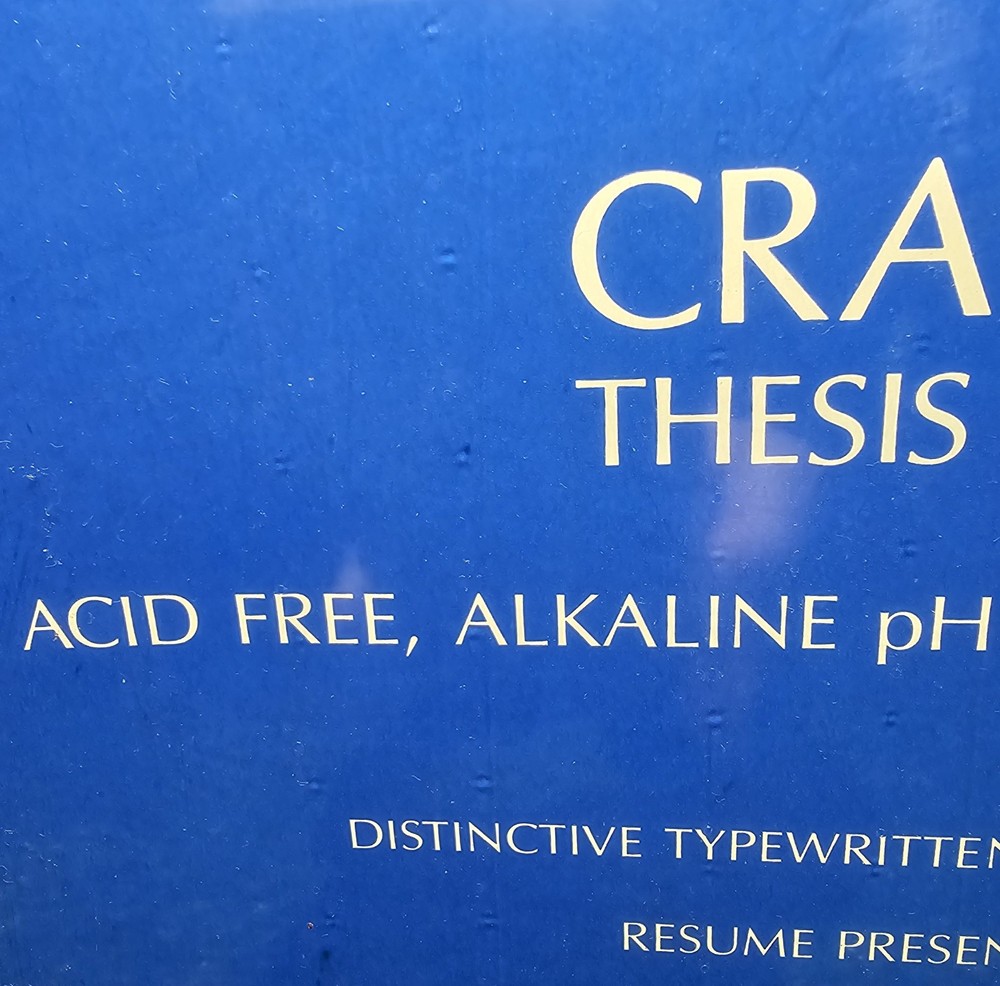 CRA
THESIS
ACID FREE, ALKALINE pH
DISTINCTIVE TYPEWRITTEN
RESUME PRESEN